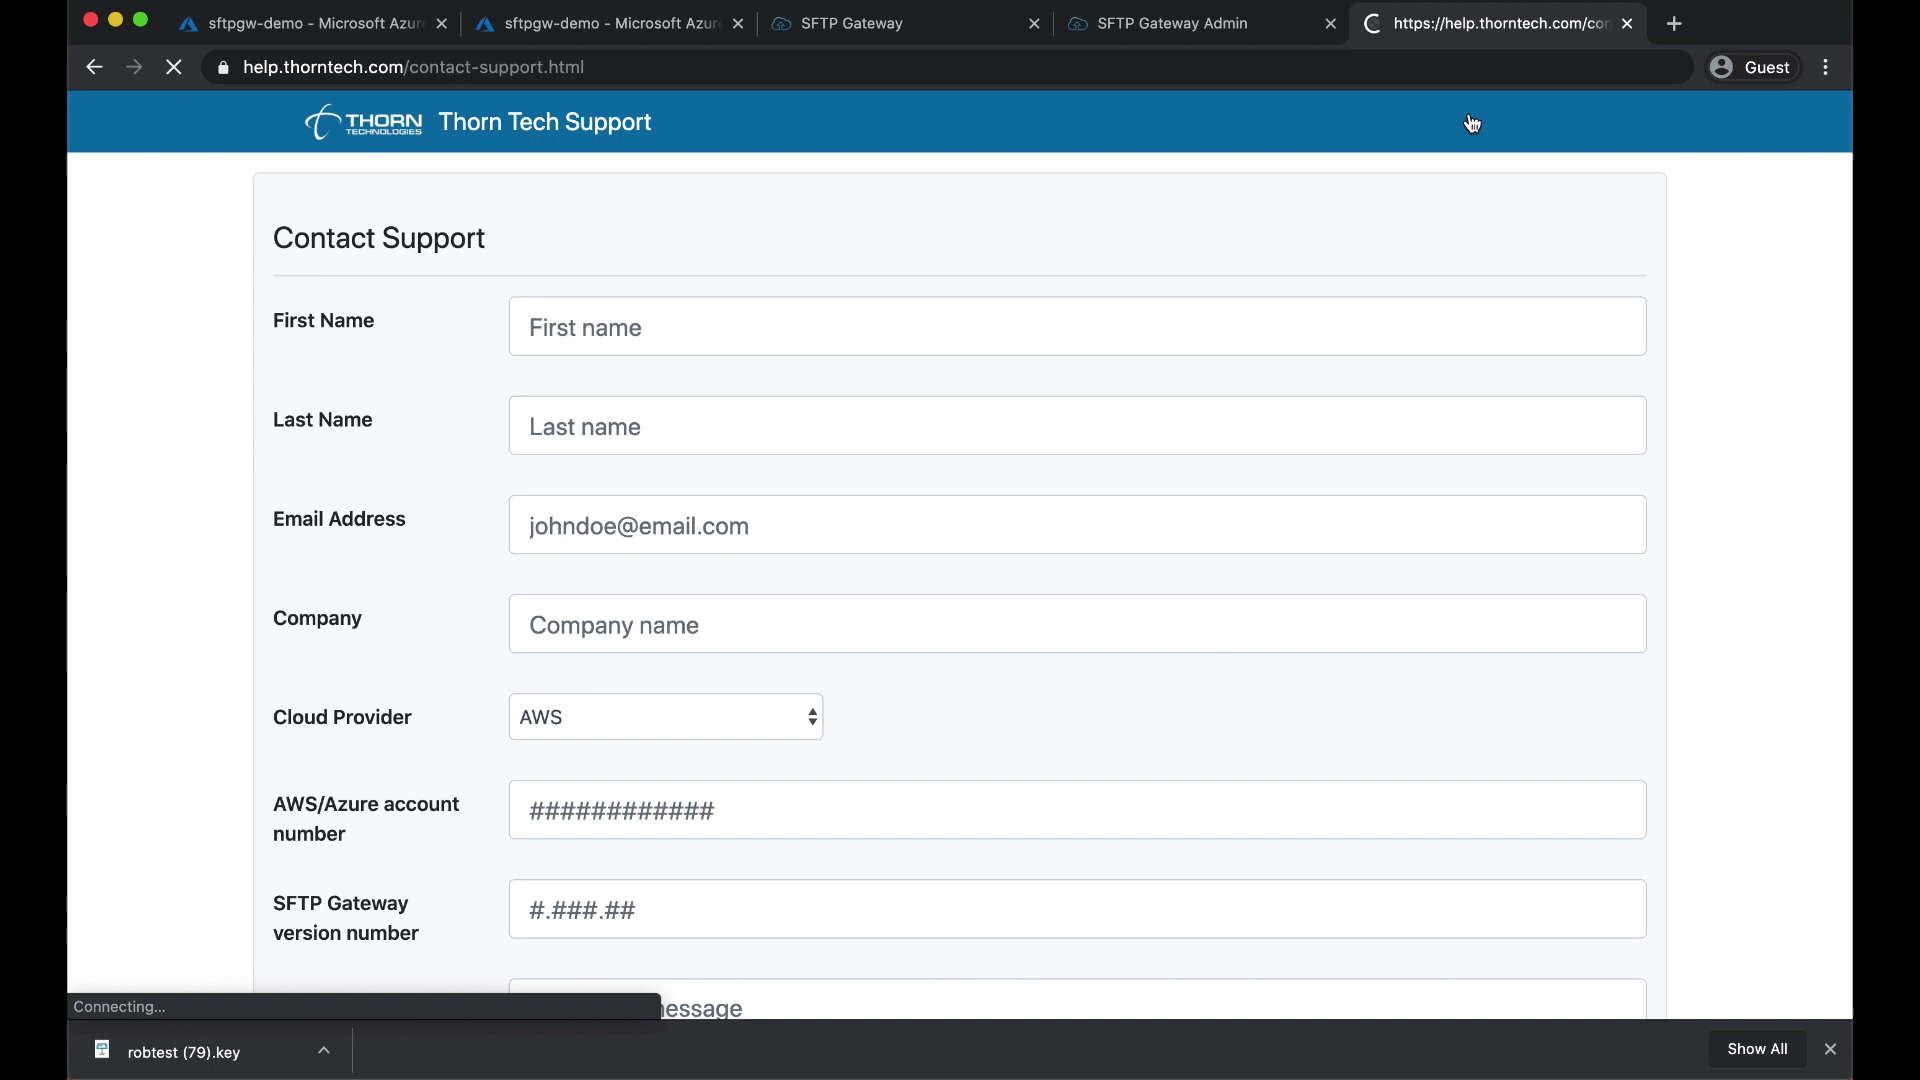 sftpgw-demo - Microsoft Azur
sftpgw-demo - Microsoft Azur
SFTP Gateway
SFTP Gateway Admin
https://help.thorntech.com/con
help.thorntech.com/contact-support.html
Guest
THORN
TECHNOLOGIES
Thorn Tech Support
Contact Support
First Name
First name
Last Name
Last name
Email Address
johndoe@email.com
Company
Company name
Cloud Provider
AWS
AWS/Azure account
number
############
SFTP Gateway
version number
#.###.##
essage
Connecting...
robtest (79).key
Show All